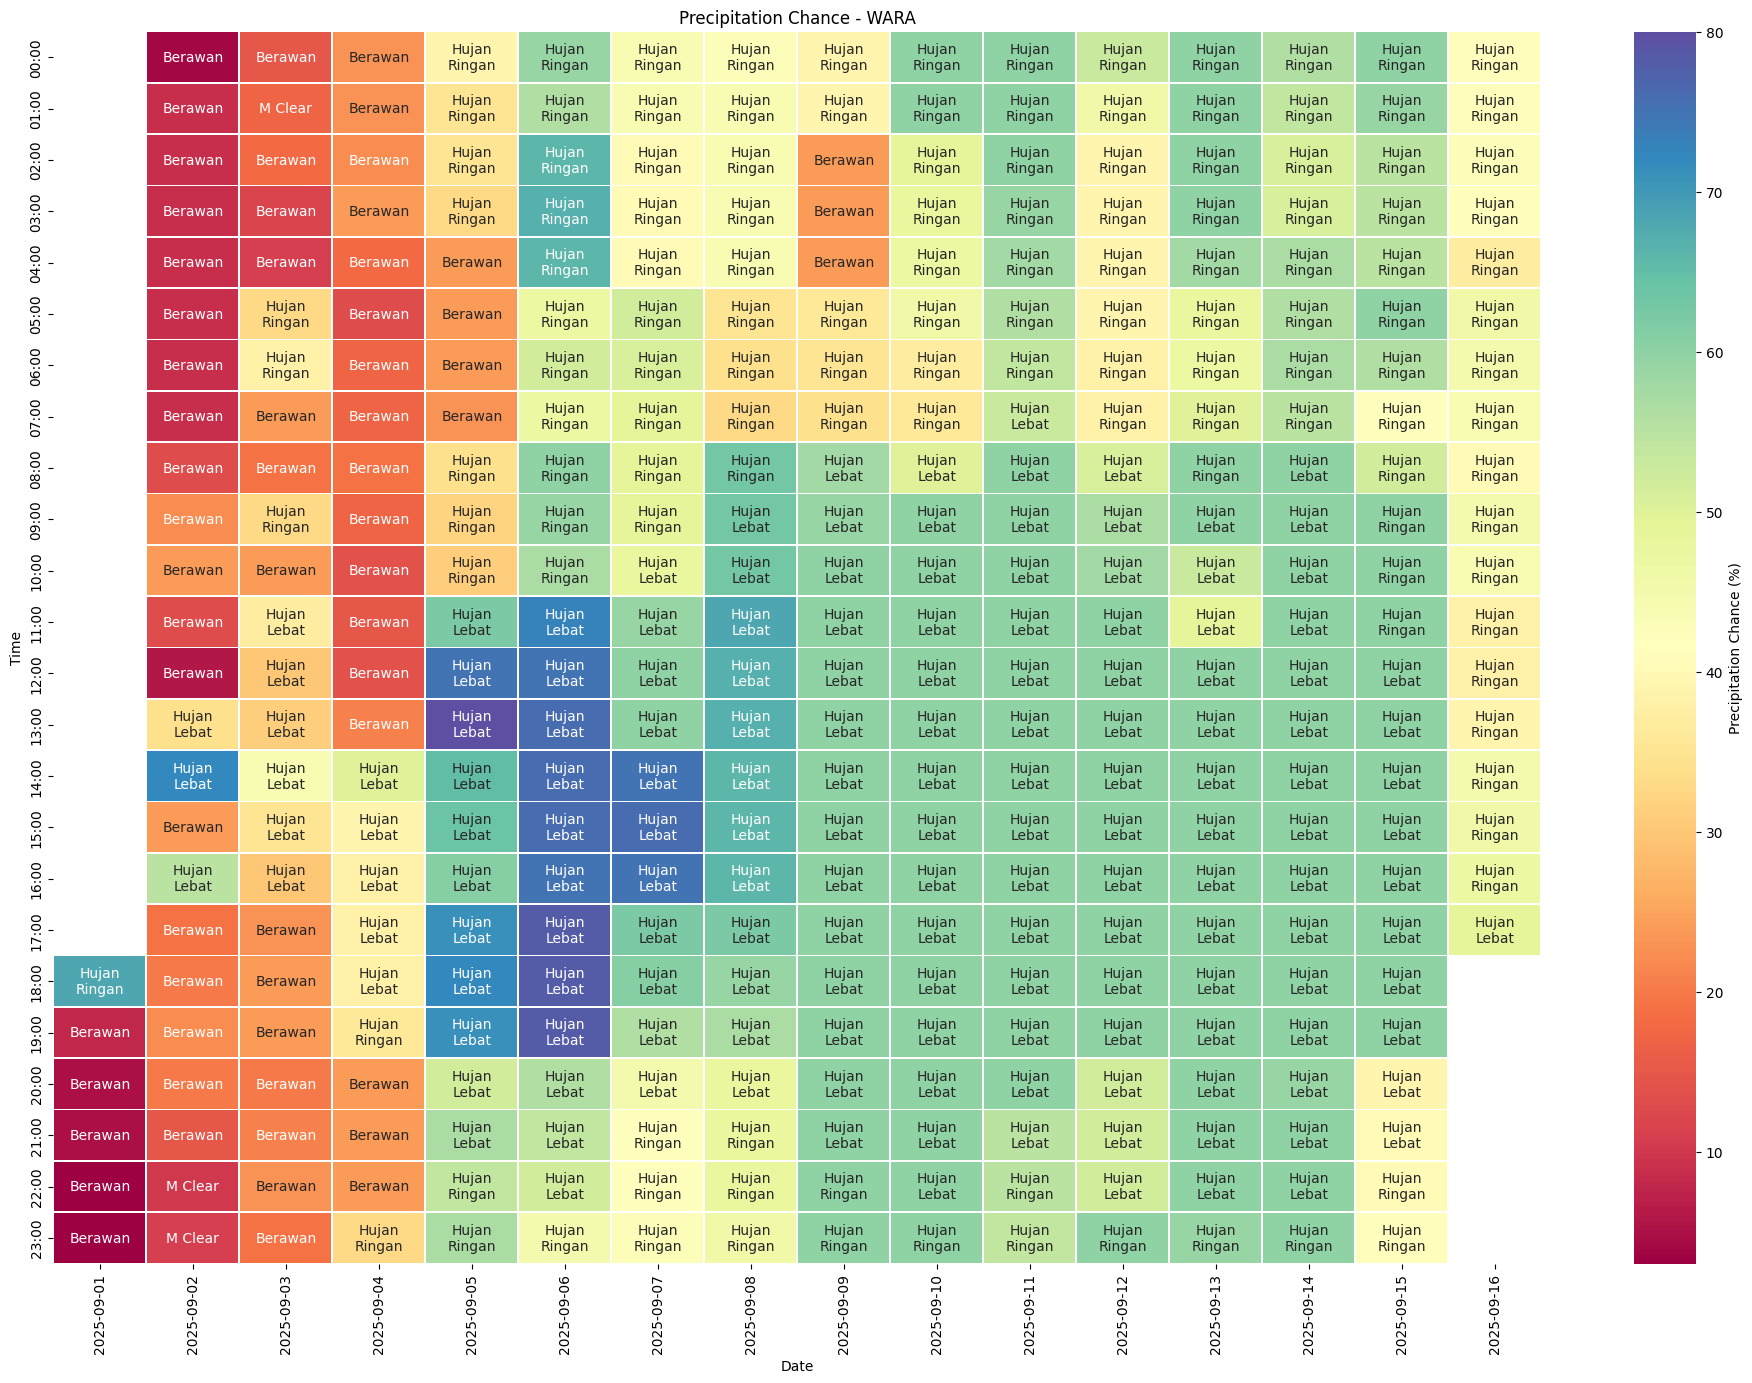 Precipitation Chance - WARA
00:00 Berawan Berawan Berawan Hujan Ringan Hujan Ringan Hujan Ringan Hujan Ringan Hujan Ringan Hujan Ringan Hujan Ringan Hujan Ringan Hujan Ringan Hujan Ringan Hujan Ringan Hujan Ringan
01:00 Berawan M Clear Berawan Hujan Ringan Hujan Ringan Hujan Ringan Hujan Ringan Hujan Ringan Hujan Ringan Hujan Ringan Hujan Ringan Hujan Ringan Hujan Ringan Hujan Ringan Hujan Ringan
02:00 Berawan Berawan Berawan Hujan Ringan Hujan Ringan Hujan Ringan Hujan Ringan Berawan Hujan Ringan Hujan Ringan Hujan Ringan Hujan Ringan Hujan Ringan Hujan Ringan Hujan Ringan
03:00 Berawan Berawan Berawan Hujan Ringan Hujan Ringan Hujan Ringan Hujan Ringan Berawan Hujan Ringan Hujan Ringan Hujan Ringan Hujan Ringan Hujan Ringan Hujan Ringan Hujan Ringan
04:00 Berawan Berawan Berawan Berawan Hujan Ringan Hujan Ringan Hujan Ringan Berawan Hujan Ringan Hujan Ringan Hujan Ringan Hujan Ringan Hujan Ringan Hujan Ringan Hujan Ringan
05:00 Berawan Hujan Ringan Berawan Berawan Hujan Ringan Hujan Ringan Hujan Ringan Hujan Ringan Hujan Ringan Hujan Ringan Hujan Ringan Hujan Ringan Hujan Ringan Hujan Ringan Hujan Ringan
06:00 Berawan Hujan Ringan Berawan Berawan Hujan Ringan Hujan Ringan Hujan Ringan Hujan Ringan Hujan Ringan Hujan Ringan Hujan Ringan Hujan Ringan Hujan Ringan Hujan Ringan Hujan Ringan
07:00 Berawan Berawan Berawan Berawan Hujan Ringan Hujan Ringan Hujan Ringan Hujan Ringan Hujan Ringan Hujan Lebat Hujan Ringan Hujan Ringan Hujan Ringan Hujan Ringan Hujan Ringan
08:00 Berawan Berawan Berawan Hujan Ringan Hujan Ringan Hujan Ringan Hujan Ringan Hujan Lebat Hujan Lebat Hujan Lebat Hujan Lebat Hujan Ringan Hujan Lebat Hujan Ringan Hujan Ringan
09:00 Berawan Hujan Ringan Berawan Hujan Ringan Hujan Ringan Hujan Ringan Hujan Lebat Hujan Lebat Hujan Lebat Hujan Lebat Hujan Lebat Hujan Lebat Hujan Lebat Hujan Ringan Hujan Ringan
10:00 Berawan Berawan Berawan Hujan Ringan Hujan Ringan Hujan Lebat Hujan Lebat Hujan Lebat Hujan Lebat Hujan Lebat Hujan Lebat Hujan Lebat Hujan Lebat Hujan Ringan Hujan Ringan
11:00 Berawan Hujan Lebat Berawan Hujan Lebat Hujan Lebat Hujan Lebat Hujan Lebat Hujan Lebat Hujan Lebat Hujan Lebat Hujan Lebat Hujan Lebat Hujan Lebat Hujan Ringan Hujan Ringan
12:00 Berawan Hujan Lebat Berawan Hujan Lebat Hujan Lebat Hujan Lebat Hujan Lebat Hujan Lebat Hujan Lebat Hujan Lebat Hujan Lebat Hujan Lebat Hujan Lebat Hujan Lebat Hujan Ringan
13:00 Hujan Lebat Hujan Lebat Berawan Hujan Lebat Hujan Lebat Hujan Lebat Hujan Lebat Hujan Lebat Hujan Lebat Hujan Lebat Hujan Lebat Hujan Lebat Hujan Lebat Hujan Lebat Hujan Ringan
14:00 Hujan Lebat Hujan Lebat Hujan Lebat Hujan Lebat Hujan Lebat Hujan Lebat Hujan Lebat Hujan Lebat Hujan Lebat Hujan Lebat Hujan Lebat Hujan Lebat Hujan Lebat Hujan Lebat Hujan Ringan
15:00 Berawan Hujan Lebat Hujan Lebat Hujan Lebat Hujan Lebat Hujan Lebat Hujan Lebat Hujan Lebat Hujan Lebat Hujan Lebat Hujan Lebat Hujan Lebat Hujan Lebat Hujan Lebat Hujan Ringan
16:00 Hujan Lebat Hujan Lebat Hujan Lebat Hujan Lebat Hujan Lebat Hujan Lebat Hujan Lebat Hujan Lebat Hujan Lebat Hujan Lebat Hujan Lebat Hujan Lebat Hujan Lebat Hujan Lebat Hujan Ringan
17:00 Berawan Berawan Hujan Lebat Hujan Lebat Hujan Lebat Hujan Lebat Hujan Lebat Hujan Lebat Hujan Lebat Hujan Lebat Hujan Lebat Hujan Lebat Hujan Lebat Hujan Lebat Hujan Lebat
18:00 Hujan Ringan Berawan Berawan Hujan Lebat Hujan Lebat Hujan Lebat Hujan Lebat Hujan Lebat Hujan Lebat Hujan Lebat Hujan Lebat Hujan Lebat Hujan Lebat Hujan Lebat Hujan Lebat
19:00 Berawan Berawan Berawan Hujan Ringan Hujan Lebat Hujan Lebat Hujan Lebat Hujan Lebat Hujan Lebat Hujan Lebat Hujan Lebat Hujan Lebat Hujan Lebat Hujan Lebat Hujan Lebat
20:00 Berawan Berawan Berawan Berawan Hujan Lebat Hujan Lebat Hujan Lebat Hujan Lebat Hujan Lebat Hujan Lebat Hujan Lebat Hujan Lebat Hujan Lebat Hujan Lebat Hujan Lebat
21:00 Berawan Berawan Berawan Berawan Hujan Lebat Hujan Lebat Hujan Ringan Hujan Ringan Hujan Lebat Hujan Lebat Hujan Lebat Hujan Lebat Hujan Lebat Hujan Lebat Hujan Lebat
22:00 Berawan M Clear Berawan Berawan Hujan Ringan Hujan Lebat Hujan Ringan Hujan Ringan Hujan Ringan Hujan Lebat Hujan Ringan Hujan Lebat Hujan Lebat Hujan Lebat Hujan Ringan
23:00 Berawan M Clear Berawan Hujan Ringan Hujan Ringan Hujan Ringan Hujan Ringan Hujan Ringan Hujan Ringan Hujan Ringan Hujan Ringan Hujan Ringan Hujan Ringan Hujan Ringan Hujan Ringan
Time
2025-09-01 2025-09-02 2025-09-03 2025-09-04 2025-09-05 2025-09-06 2025-09-07 2025-09-08 2025-09-09 2025-09-10 2025-09-11 2025-09-12 2025-09-13 2025-09-14 2025-09-15 2025-09-16
Date
80
70
60
50
40
30
20
10
Precipitation Chance (%)